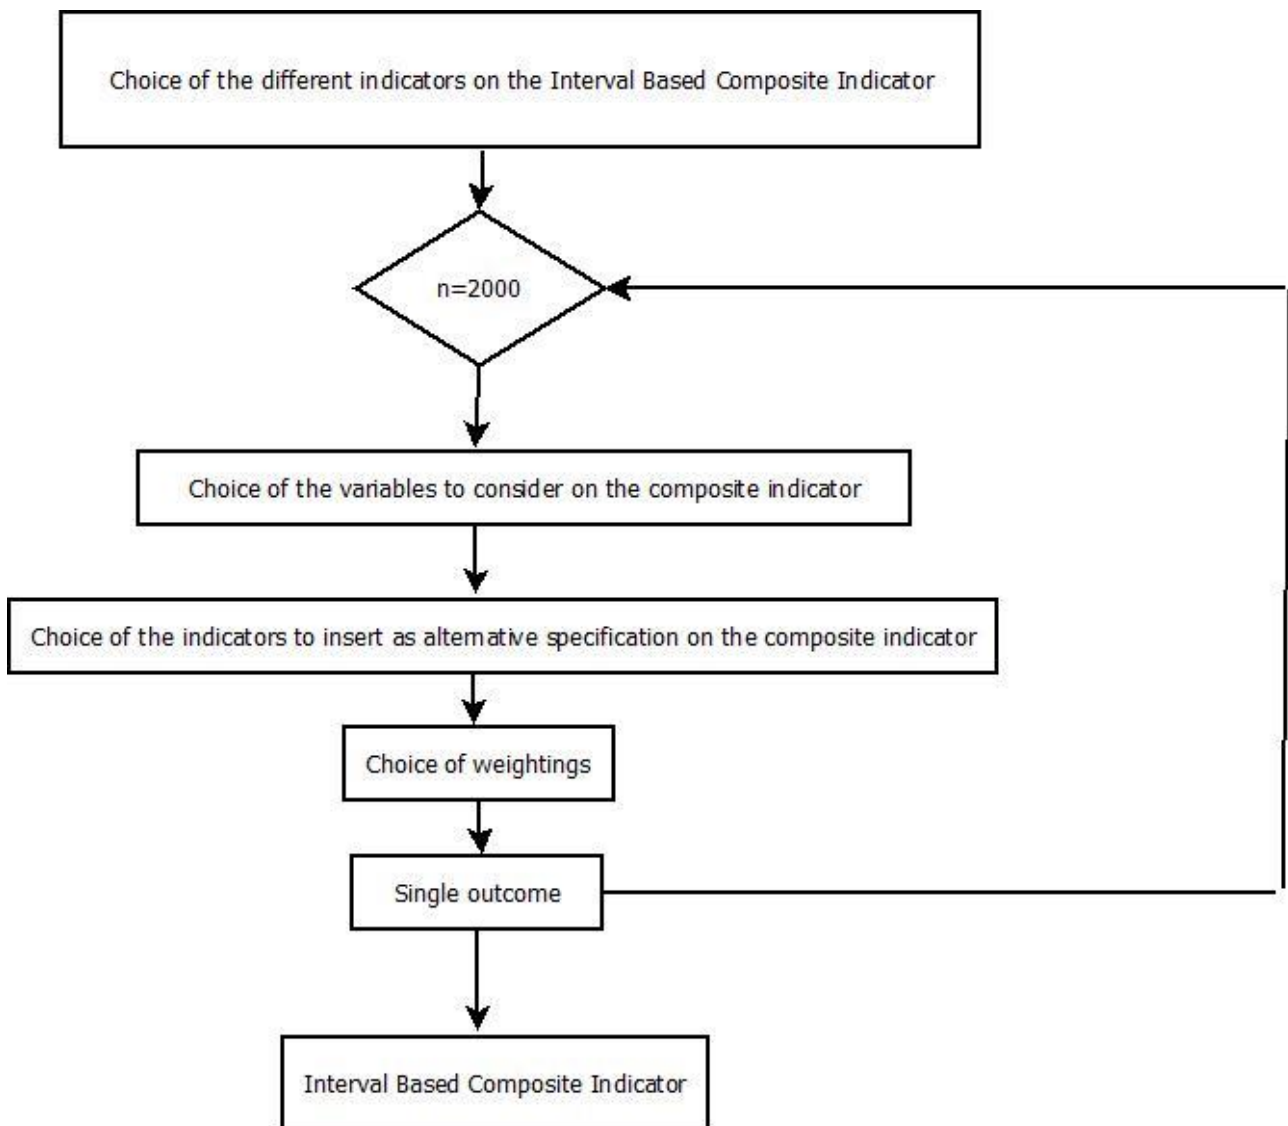 Choice of the different indicators on the Interval Based Composite Indicator
n=2000
Choice of the variables to consider on the composite indicator
Choice of the indicators to insert as alternative specification on the composite indicator
Choice of weightings
Single outcome
Interval Based Composite Indicator